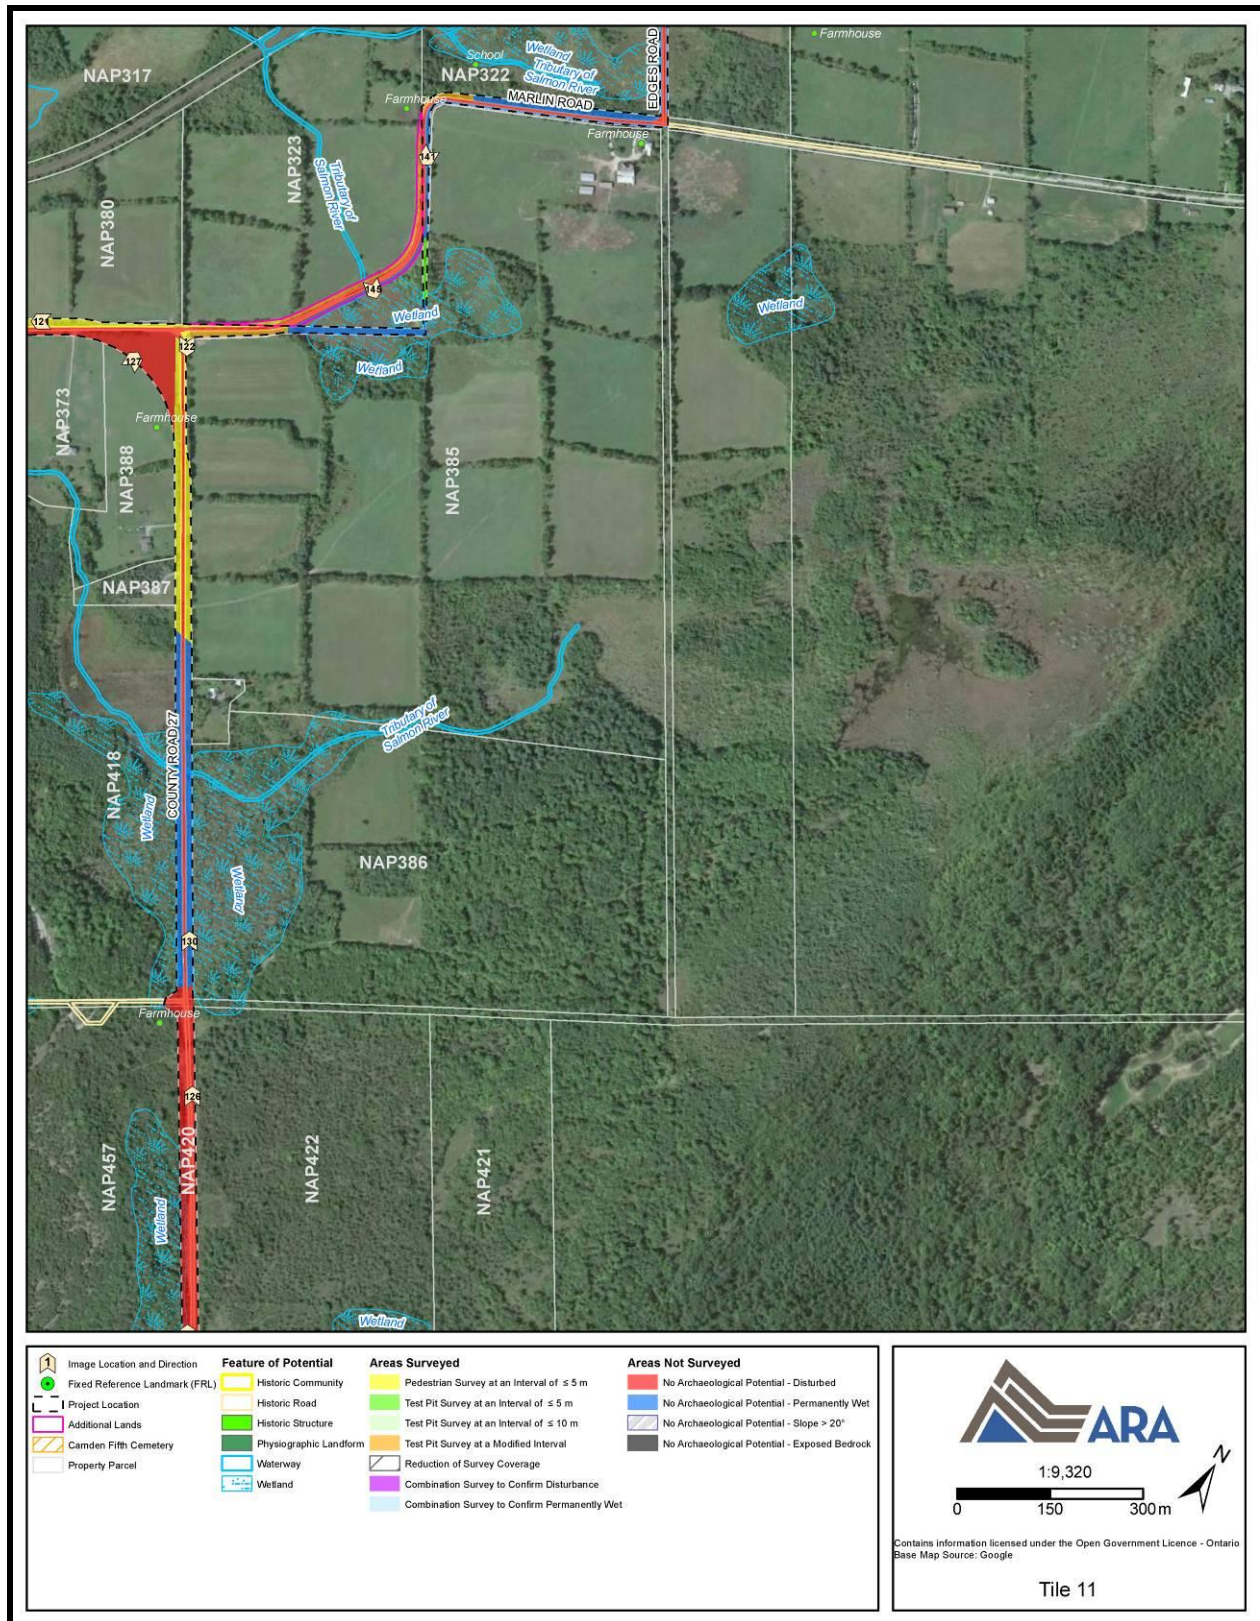 Farmhouse
NAP317
School
Wetland
NAP322
Tributary of
Salmon River
EDGES ROAD
MARLIN ROAD
Farmhouse
Farmhouse
NAP323
141
Tributary of
Salmon River
NAP380
145
Wetland
Wetland
121
122
127
Wetland
NAP373
Farmhouse
NAP388
NAP385
NAP387
Tributary of
Salmon River
COUNTY ROAD 27
NAP418
Wetland
Wetland
NAP386
130
Farmhouse
126
NAP457
NAP420
NAP422
NAP421
Wetland
Wetland
1
Image Location and Direction
Fixed Reference Landmark (FRL)
Project Location
Additional Lands
Camden Fifth Cemetery
Property Parcel
Feature of Potential
Historic Community
Historic Road
Historic Structure
Physiographic Landform
Waterway
Wetland
Areas Surveyed
Pedestrian Survey at an Interval of ≤ 5 m
Test Pit Survey at an Interval of ≤ 5 m
Test Pit Survey at an Interval of ≤ 10 m
Test Pit Survey at a Modified Interval
Reduction of Survey Coverage
Combination Survey to Confirm Disturbance
Combination Survey to Confirm Permanently Wet
Areas Not Surveyed
No Archaeological Potential - Disturbed
No Archaeological Potential - Permanently Wet
No Archaeological Potential - Slope > 20°
No Archaeological Potential - Exposed Bedrock
ARA
1:9,320
N
0 150 300 m
Contains information licensed under the Open Government Licence - Ontario
Base Map Source: Google
Tile 11